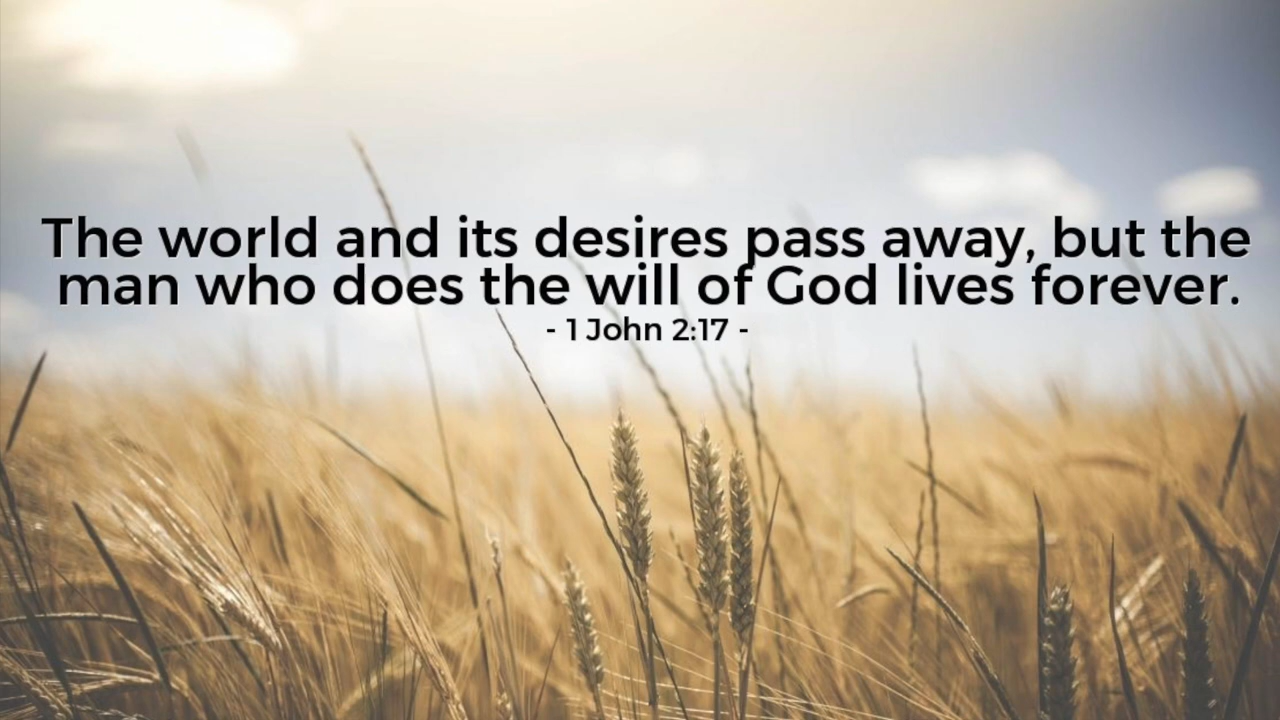 The world and its desires pass away, but the
man who does the will of God lives forever.
- 1 John 2:17 -